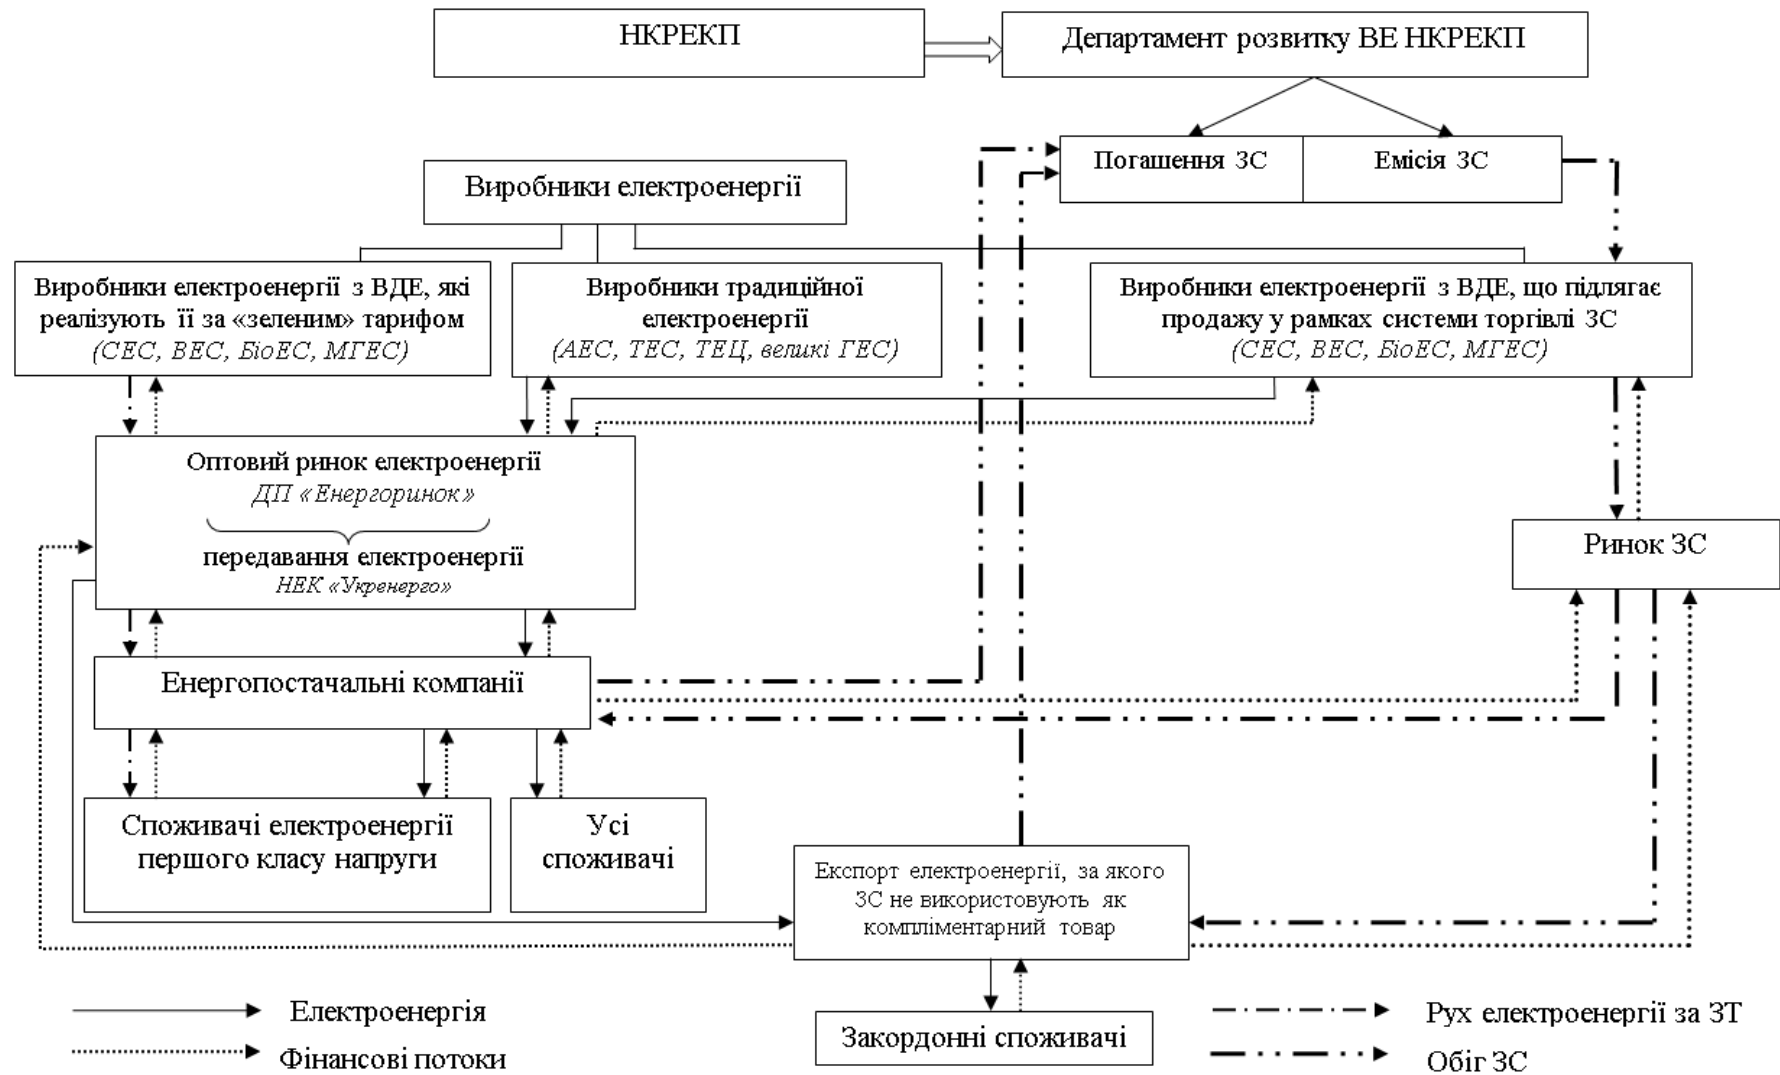 НКРЕКП
Департамент розвитку ВЕ НКРЕКП
Погашення ЗС
Емісія ЗС
Виробники електроенергії
Виробники електроенергії з ВДЕ, які
реалізують її за «зеленим» тарифом
(СЕС, ВЕС, БіоЕС, МГЕС)
Виробники традиційної
електроенергії
(АЕС, ТЕС, ТЕЦ, великі ГЕС)
Виробники електроенергії з ВДЕ, що підлягає
продажу у рамках системи торгівлі ЗС
(СЕС, ВЕС, БіоЕС, МГЕС)
Оптовий ринок електроенергії
ДП «Енергоринок»
передавання електроенергії
НЕК «Укренерго»
Ринок ЗС
Енергопостачальні компанії
Споживачі електроенергії
першого класу напруги
Усі
споживачі
Експорт електроенергії, за якого
ЗС не використовують як
компліментарний товар
Закордонні споживачі
Електроенергія
Фінансові потоки
Рух електроенергії за ЗТ
Обіг ЗС